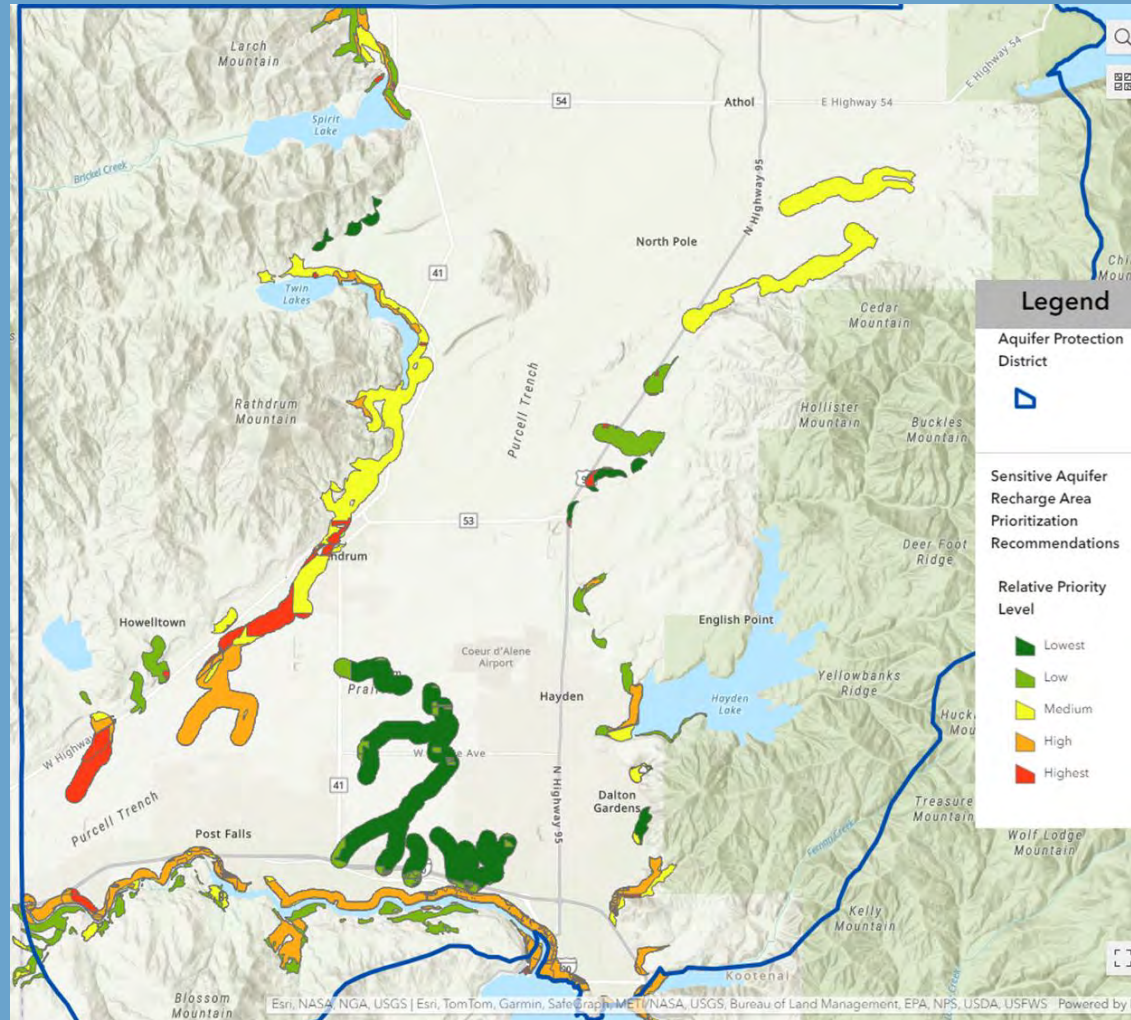 Larch
Mountain
E Highway 54
54
Athol
E Highway 54
Spirit
Lake
Brickel Creek
N Highway 95
North Pole
41
Twin
Lakes
Cedar
Mountain
Legend
Aquifer Protection
District
Purcell Trench
Rathdrum
Mountain
Hollister
Mountain
Buckles
Mountain
Sensitive Aquifer
Recharge Area
Prioritization
Recommendations
53
Deer Foot
Ridge
Relative Priority
Level
Howelltown
English Point
Lowest
Coeur d'Alene
Airport
Low
Yellowbanks
Ridge
Hayden
Hayden
Lake
Medium
W Highway
High
N Highway 95
41
Highest
Purcell Trench
Dalton
Gardens
Treasure
Mountain
Post Falls
Wolf Lodge
Mountain
Fernan Creek
Kelly
Mountain
Kootenai
Blossom
Mountain
Esri, NASA, NGA, USGS | Esri, TomTom, Garmin, SafeGraph, METI/NASA, USGS, Bureau of Land Management, EPA, NPS, USDA, USFWS Powered by